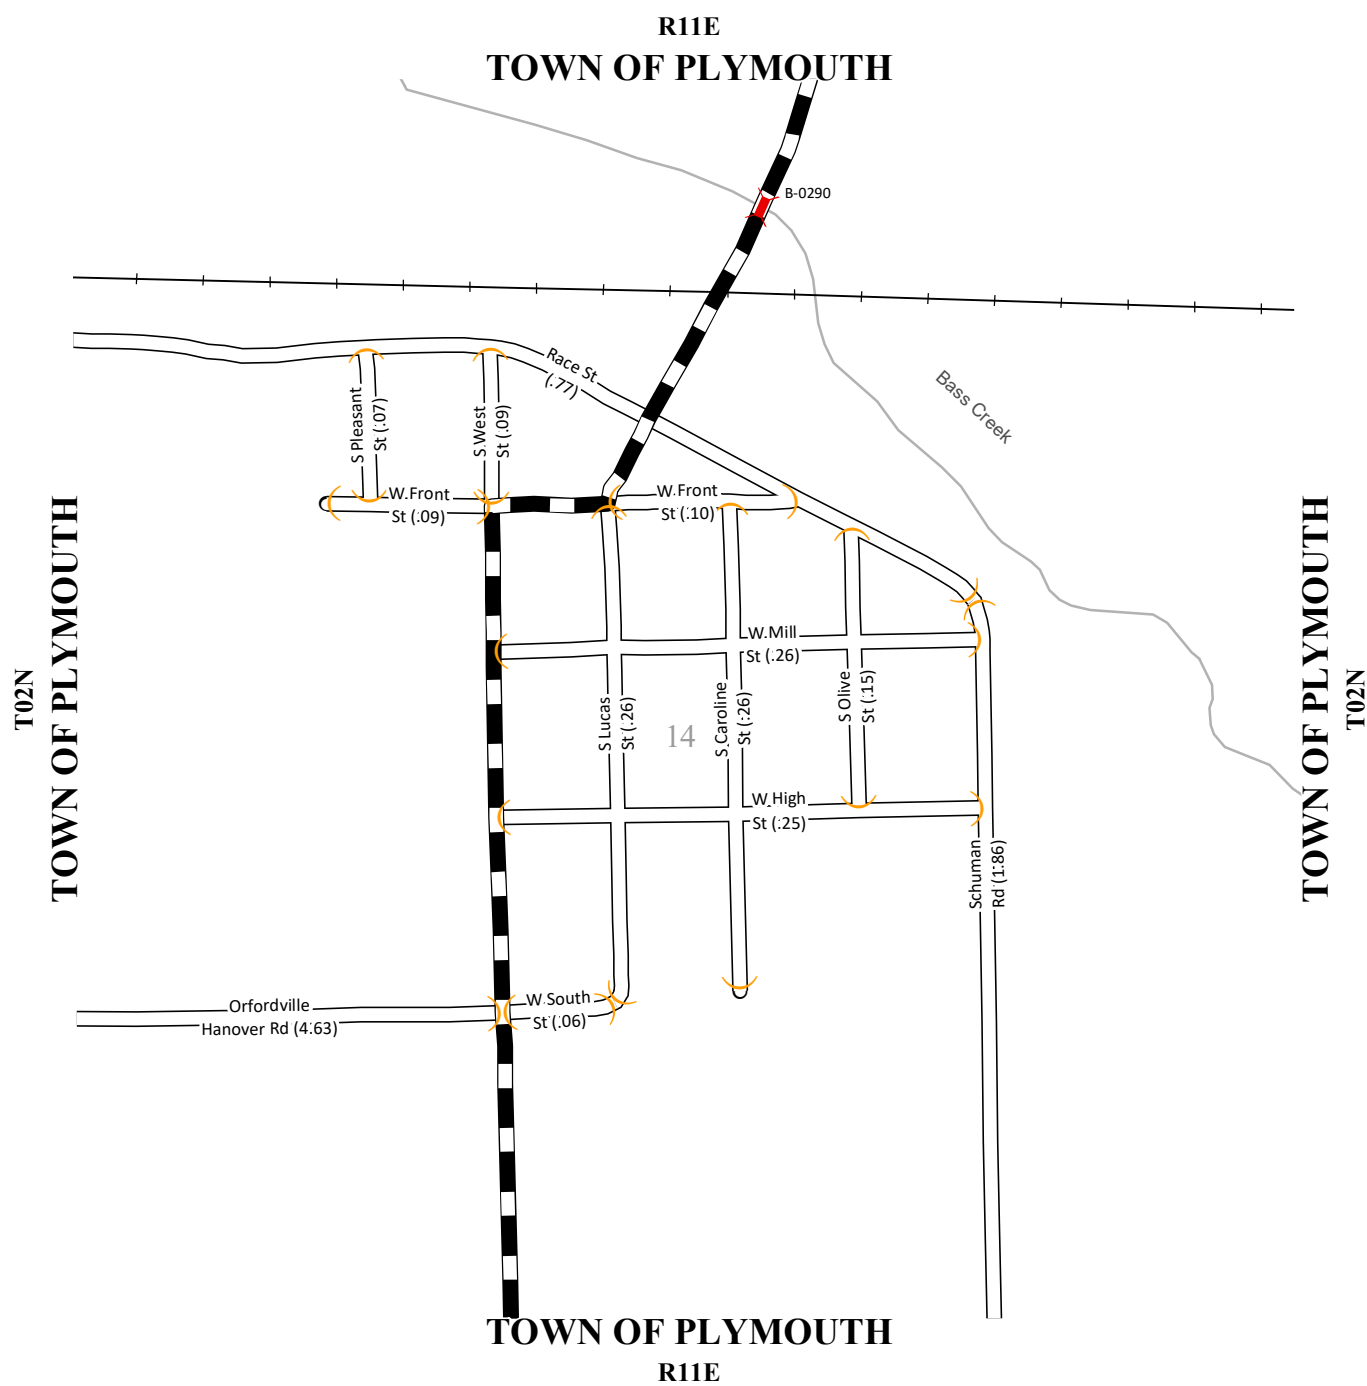 R11E
TOWN OF PLYMOUTH
B-0290
Race St
(.77)
Bass Creek
S Pleasant
St (.07)
S West
St (.09)
W Front
St (.09)
W Front
St (.10)
TOWN OF PLYMOUTH
T02N
TOWN OF PLYMOUTH
T02N
W Mill
St (.26)
S Lucas
St (.26)
14
S Caroline
St (.26)
S Olive
St (.15)
W High
St (.25)
Schuman
Rd (1.86)
Orfordville
Hanover Rd (4.63)
W South
St (.06)
TOWN OF PLYMOUTH
R11E